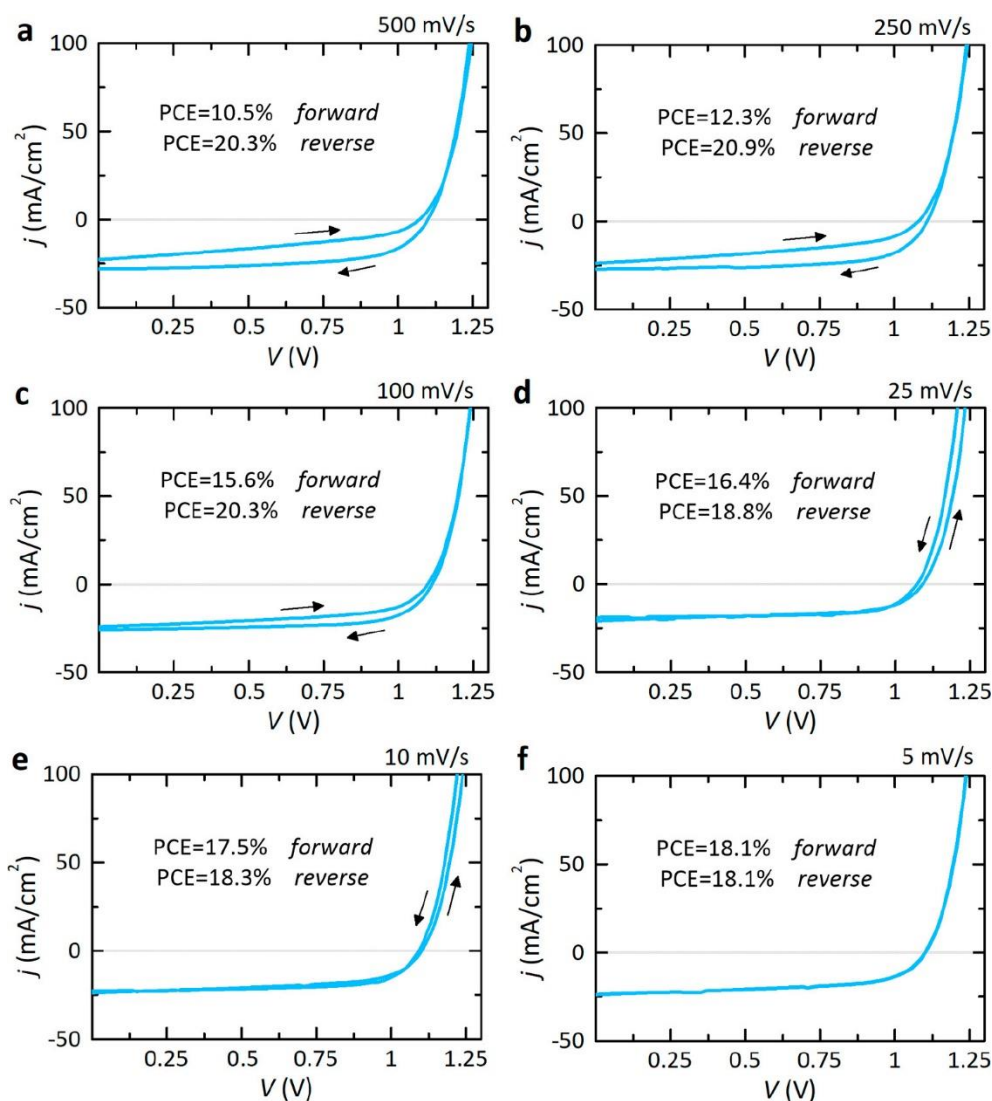 a 500 mV/s
100
50
0
-50
j (mA/cm²)
PCE=10.5% forward
PCE=20.3% reverse
0.25 0.50 0.75 1 1.25
V (V)
b 250 mV/s
100
50
0
-50
j (mA/cm²)
PCE=12.3% forward
PCE=20.9% reverse
0.25 0.50 0.75 1 1.25
V (V)
c 100 mV/s
100
50
0
-50
j (mA/cm²)
PCE=15.6% forward
PCE=20.3% reverse
0.25 0.50 0.75 1 1.25
V (V)
d 25 mV/s
100
50
0
-50
j (mA/cm²)
PCE=16.4% forward
PCE=18.8% reverse
0.25 0.50 0.75 1 1.25
V (V)
e 10 mV/s
100
50
0
-50
j (mA/cm²)
PCE=17.5% forward
PCE=18.3% reverse
0.25 0.50 0.75 1 1.25
V (V)
f 5 mV/s
100
50
0
-50
j (mA/cm²)
PCE=18.1% forward
PCE=18.1% reverse
0.25 0.50 0.75 1 1.25
V (V)